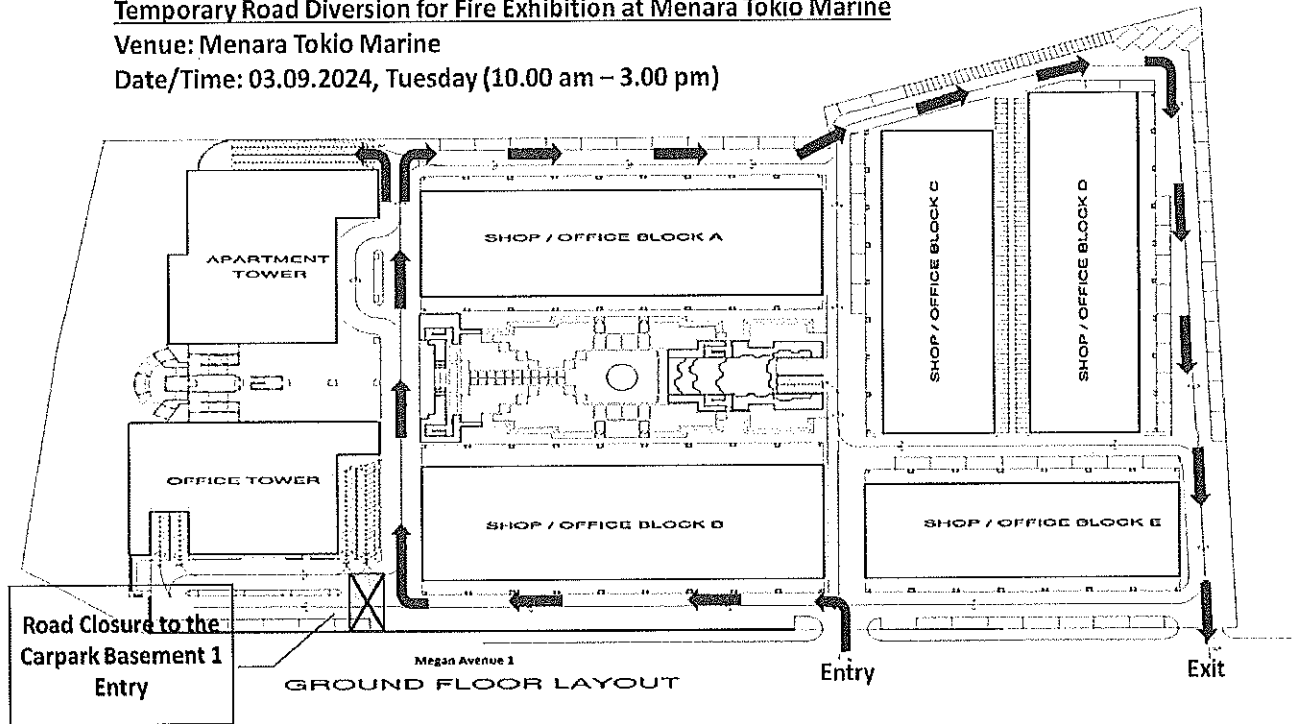 Temporary Road Diversion for Fire Exhibition at Menara Tokio Marine
Venue: Menara Tokio Marine
Date/Time: 03.09.2024, Tuesday (10.00 am – 3.00 pm)
SHOP / OFFICE BLOCK A
APARTMENT
TOWER
SHOP / OFFICE BLOCK C
SHOP / OFFICE BLOCK D
OFFICE TOWER
SHOP / OFFICE BLOCK B
SHOP / OFFICE BLOCK E
Road Closure to the
Carpark Basement 1
Entry
Megan Avenue 1
GROUND FLOOR LAYOUT
Entry
Exit